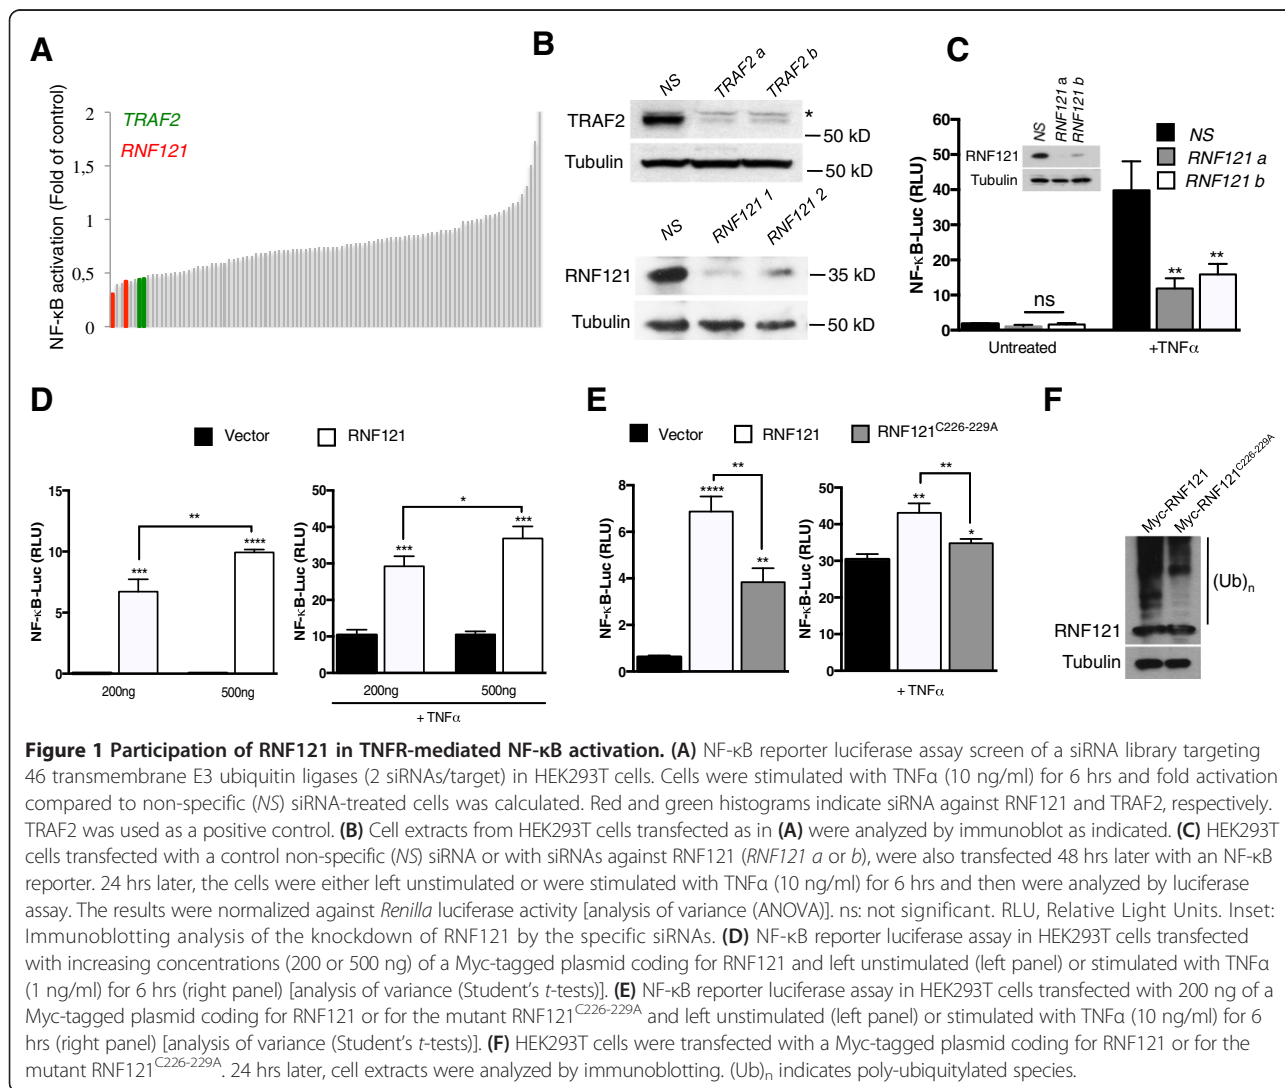 A
NF-κB activation (Fold of control)
2
1,5
1
0,5
0
TRAF2
RNF121
B
NS
TRAF2 a
TRAF2 b
TRAF2
*
50 kD
Tubulin
50 kD
NS
RNF121 1
RNF121 2
RNF121
35 kD
Tubulin
50 kD
C
NF-κB-Luc (RLU)
60
50
40
30
20
10
0
NS
RNF121 a
RNF121 b
RNF121
Tubulin
NS
RNF121 a
RNF121 b
ns
**
**
Untreated
+TNFα
D
Vector
RNF121
NF-κB-Luc (RLU)
15
10
5
0
***
**
****
200ng
500ng
NF-κB-Luc (RLU)
50
40
30
20
10
0
***
*
***
200ng
500ng
+ TNFα
E
Vector
RNF121
RNF121C226-229A
NF-κB-Luc (RLU)
8
6
4
2
0
****
**
**
NF-κB-Luc (RLU)
50
40
30
20
10
0
**
**
*
+ TNFα
F
Myc-RNF121
Myc-RNF121C226-229A
(Ub)n
RNF121
Tubulin
Figure 1 Participation of RNF121 in TNFR-mediated NF-κB activation. (A) NF-κB reporter luciferase assay screen of a siRNA library targeting
46 transmembrane E3 ubiquitin ligases (2 siRNAs/target) in HEK293T cells. Cells were stimulated with TNFα (10 ng/ml) for 6 hrs and fold activation
compared to non-specific (NS) siRNA-treated cells was calculated. Red and green histograms indicate siRNA against RNF121 and TRAF2, respectively.
TRAF2 was used as a positive control. (B) Cell extracts from HEK293T cells transfected as in (A) were analyzed by immunoblot as indicated. (C) HEK293T
cells transfected with a control non-specific (NS) siRNA or with siRNAs against RNF121 (RNF121 a or b), were also transfected 48 hrs later with an NF-κB
reporter. 24 hrs later, the cells were either left unstimulated or were stimulated with TNFα (10 ng/ml) for 6 hrs and then were analyzed by luciferase
assay. The results were normalized against Renilla luciferase activity [analysis of variance (ANOVA)]. ns: not significant. RLU, Relative Light Units. Inset:
Immunoblotting analysis of the knockdown of RNF121 by the specific siRNAs. (D) NF-κB reporter luciferase assay in HEK293T cells transfected
with increasing concentrations (200 or 500 ng) of a Myc-tagged plasmid coding for RNF121 and left unstimulated (left panel) or stimulated with TNFα
(1 ng/ml) for 6 hrs (right panel) [analysis of variance (Student's t-tests)]. (E) NF-κB reporter luciferase assay in HEK293T cells transfected with 200 ng of a
Myc-tagged plasmid coding for RNF121 or for the mutant RNF121C226-229A and left unstimulated (left panel) or stimulated with TNFα (10 ng/ml) for 6
hrs (right panel) [analysis of variance (Student's t-tests)]. (F) HEK293T cells were transfected with a Myc-tagged plasmid coding for RNF121 or for the
mutant RNF121C226-229A. 24 hrs later, cell extracts were analyzed by immunoblotting. (Ub)n indicates poly-ubiquitylated species.